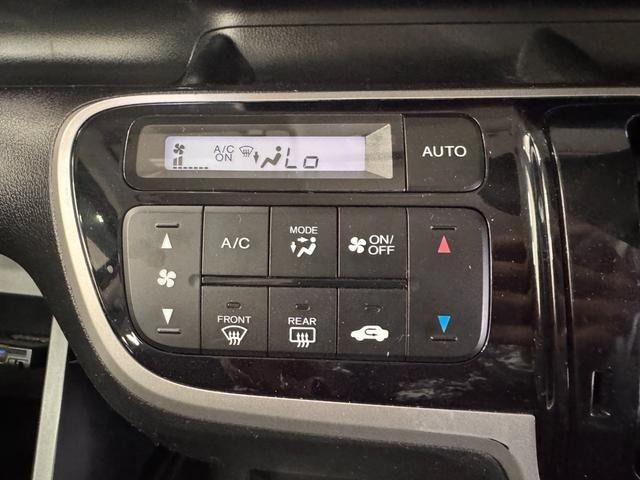 A/C
ON
Lo
AUTO
A/C
MODE
ON/
OFF
FRONT
REAR